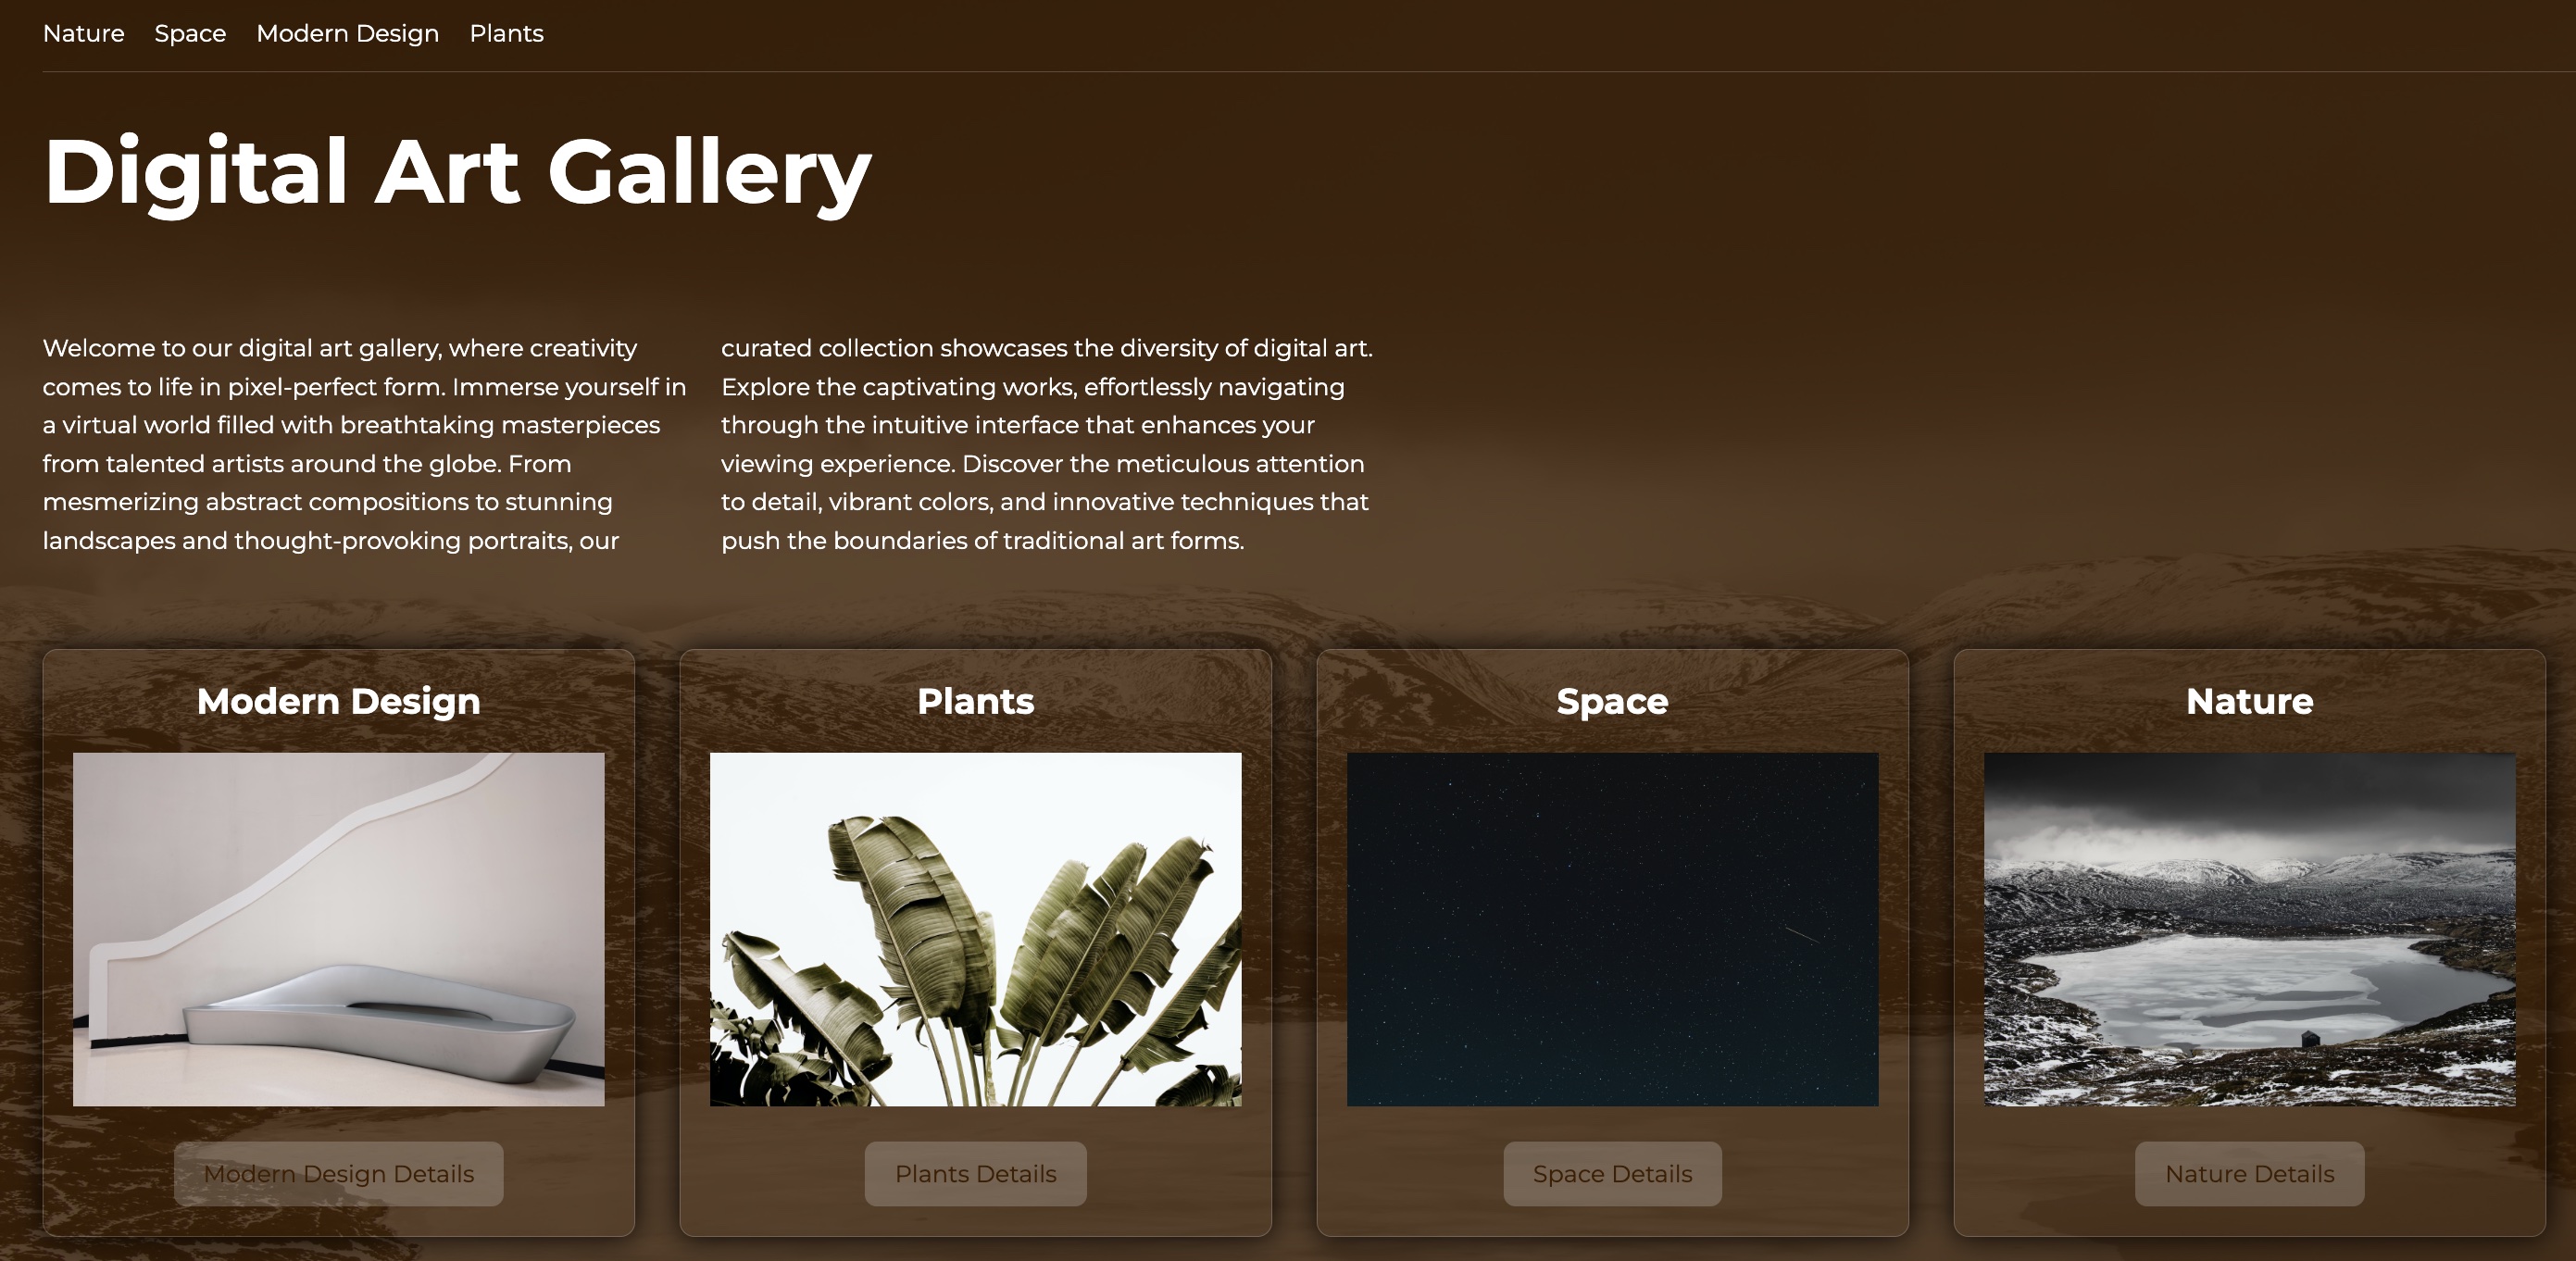 Nature Space Modern Design Plants
Digital Art Gallery
Welcome to our digital art gallery, where creativity
comes to life in pixel-perfect form. Immerse yourself in
a virtual world filled with breathtaking masterpieces
from talented artists around the globe. From
mesmerizing abstract compositions to stunning
landscapes and thought-provoking portraits, our
curated collection showcases the diversity of digital art.
Explore the captivating works, effortlessly navigating
through the intuitive interface that enhances your
viewing experience. Discover the meticulous attention
to detail, vibrant colors, and innovative techniques that
push the boundaries of traditional art forms.
Modern Design
Modern Design Details
Plants
Plants Details
Space
Space Details
Nature
Nature Details